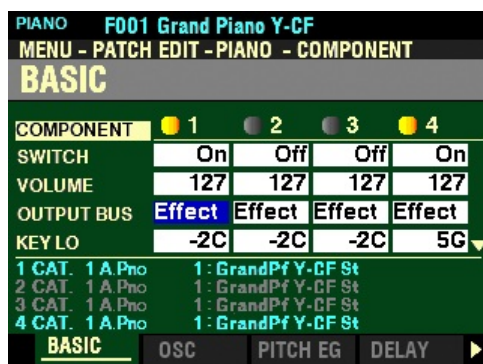 PIANO F001 Grand Piano Y-CF
MENU - PATCH EDIT - PIANO - COMPONENT
BASIC
COMPONENT 1 2 3 4
SWITCH On Off Off On
VOLUME 127 127 127 127
OUTPUT BUS Effect Effect Effect Effect
KEY LO -2C -2C -2C 5G
1 CAT. 1 A.Pno 1: GrandPf Y-CF St
2 CAT. 1 A.Pno 1: GrandPf Y-CF St
3 CAT. 1 A.Pno 1: GrandPf Y-CF St
4 CAT. 1 A.Pno 1: GrandPf Y-CF St
BASIC OSC PITCH EG DELAY